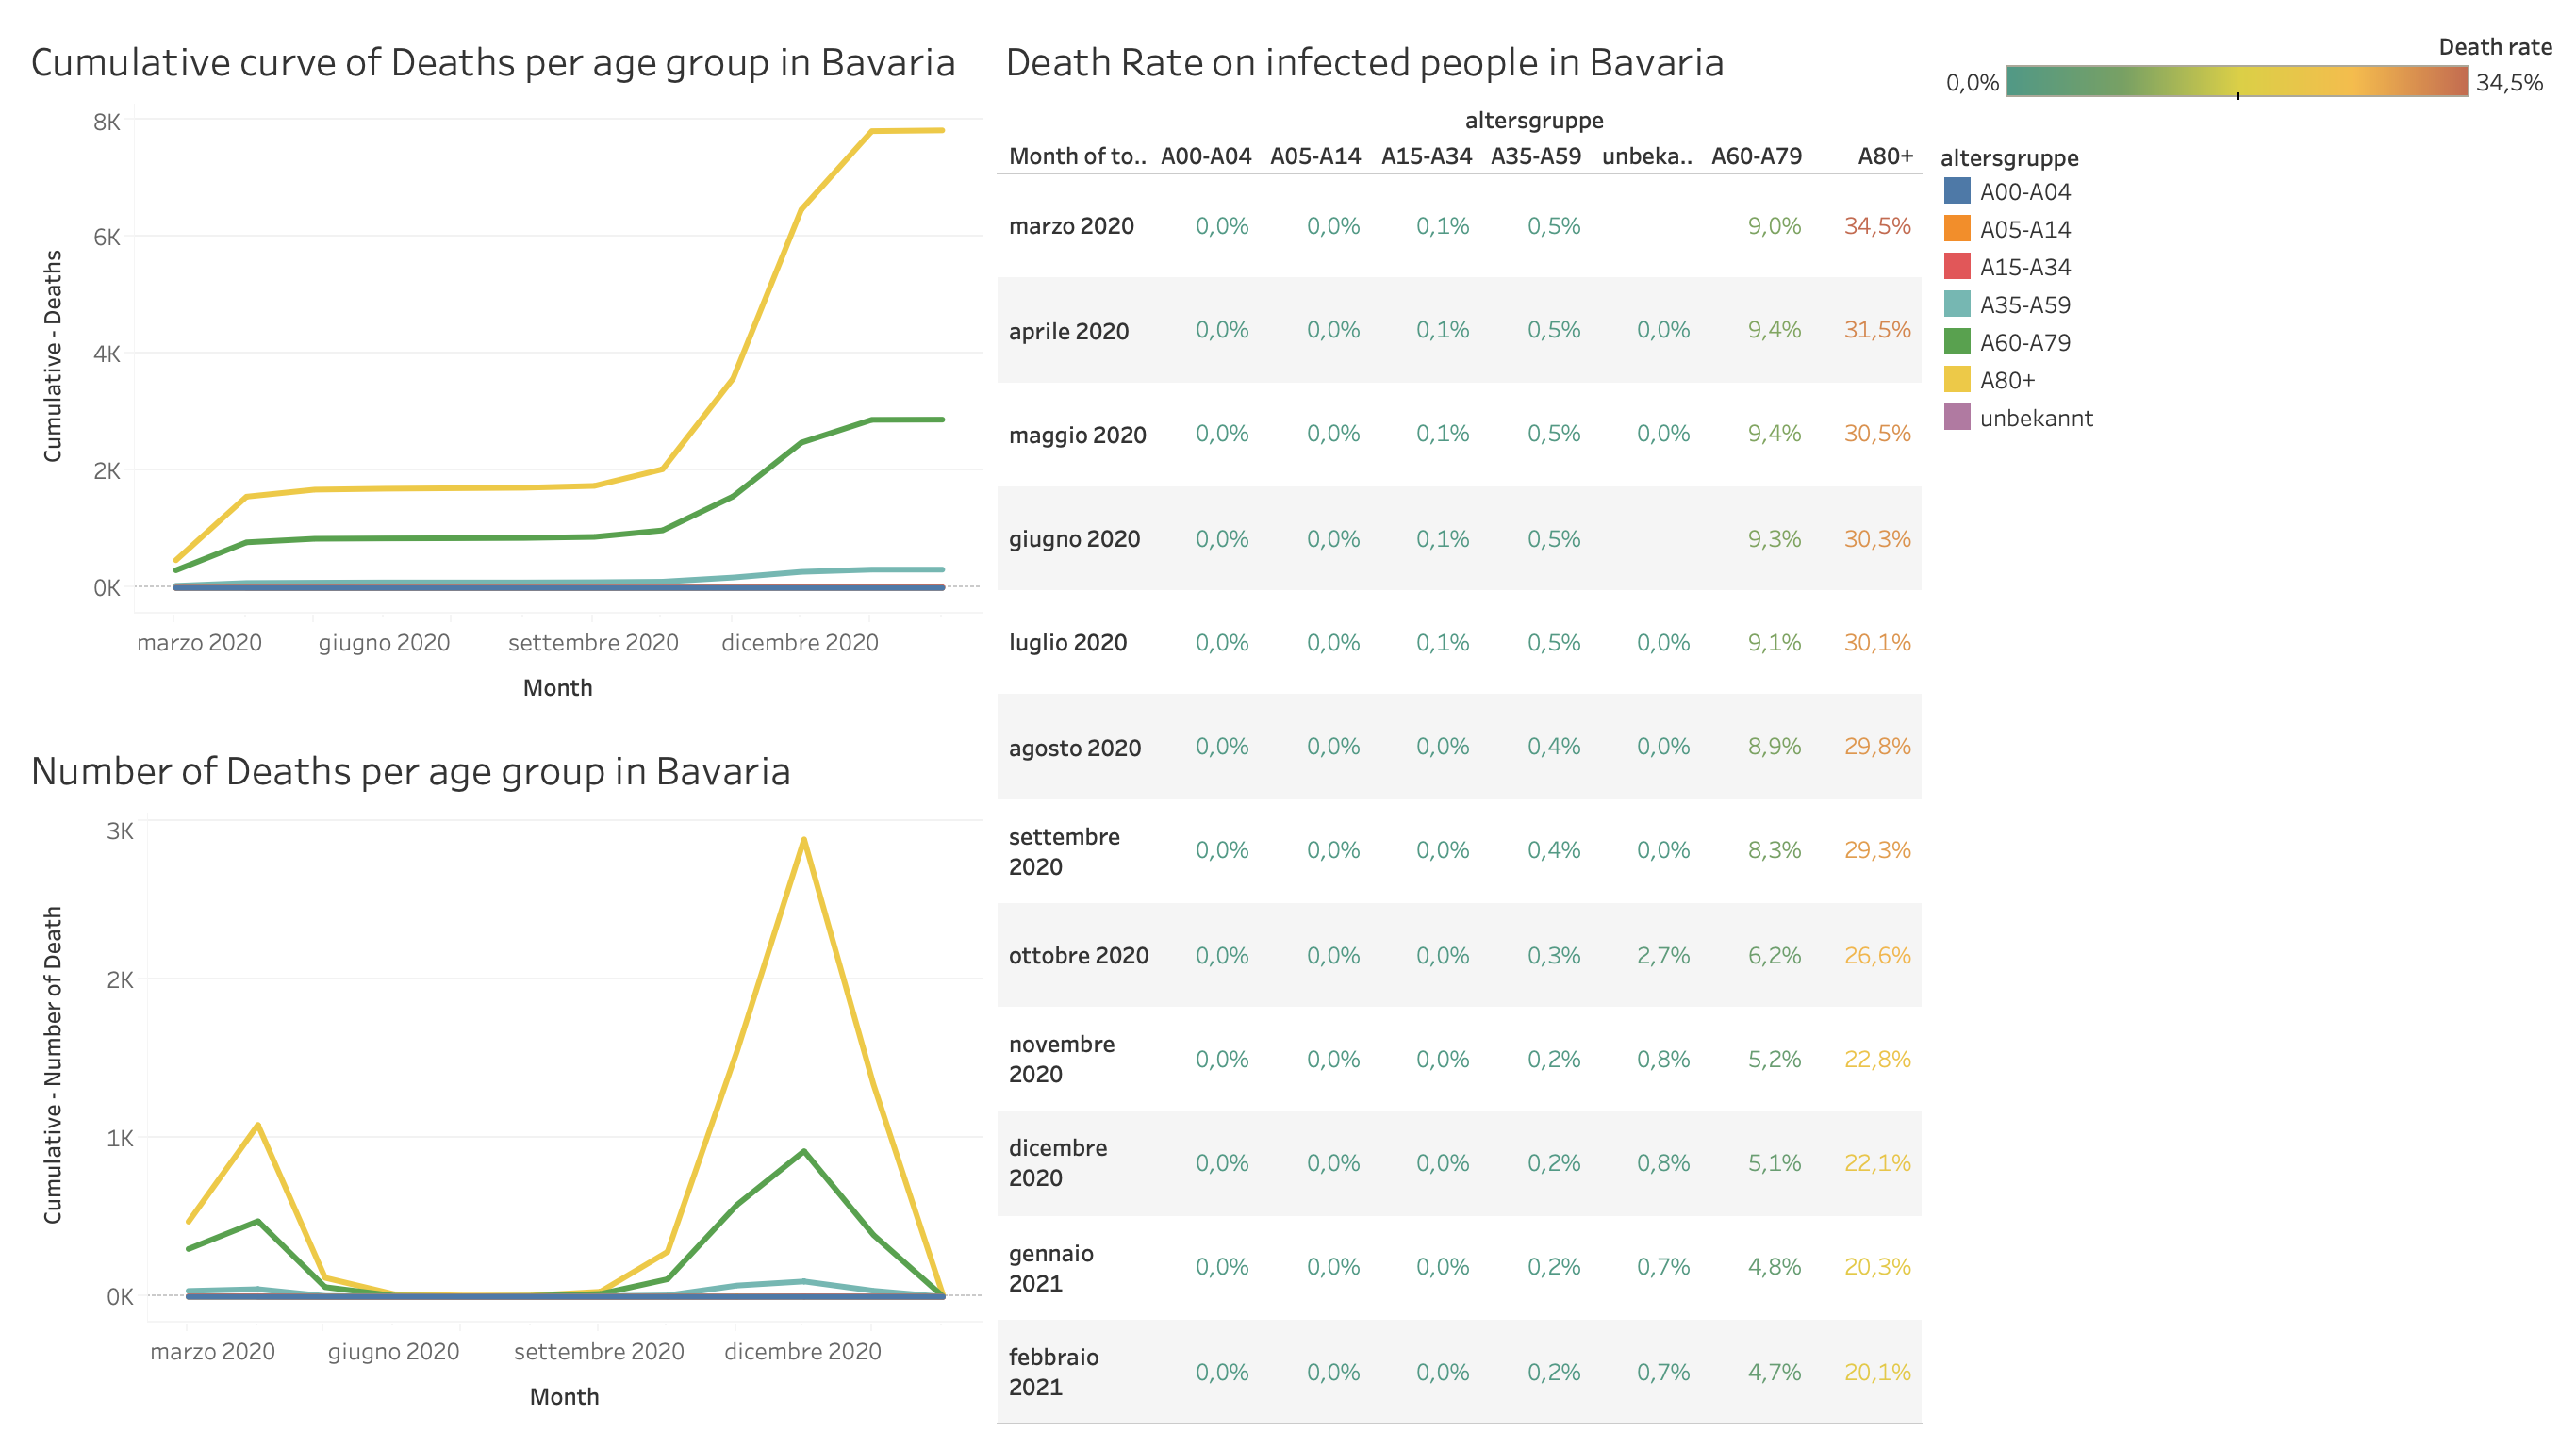 Cumulative curve of Deaths per age group in Bavaria
8K
6K
4K
2K
0K
Cumulative - Deaths
marzo 2020 giugno 2020 settembre 2020 dicembre 2020
Month
Number of Deaths per age group in Bavaria
3K
2K
1K
0K
Cumulative - Number of Death
marzo 2020 giugno 2020 settembre 2020 dicembre 2020
Month
Death Rate on infected people in Bavaria
altersgruppe
Month of to.. A00-A04 A05-A14 A15-A34 A35-A59 unbeka.. A60-A79 A80+
marzo 2020 0,0% 0,0% 0,1% 0,5% 9,0% 34,5%
aprile 2020 0,0% 0,0% 0,1% 0,5% 0,0% 9,4% 31,5%
maggio 2020 0,0% 0,0% 0,1% 0,5% 0,0% 9,4% 30,5%
giugno 2020 0,0% 0,0% 0,1% 0,5% 9,3% 30,3%
luglio 2020 0,0% 0,0% 0,1% 0,5% 0,0% 9,1% 30,1%
agosto 2020 0,0% 0,0% 0,0% 0,4% 0,0% 8,9% 29,8%
settembre
2020 0,0% 0,0% 0,0% 0,4% 0,0% 8,3% 29,3%
ottobre 2020 0,0% 0,0% 0,0% 0,3% 2,7% 6,2% 26,6%
novembre
2020 0,0% 0,0% 0,0% 0,2% 0,8% 5,2% 22,8%
dicembre
2020 0,0% 0,0% 0,0% 0,2% 0,8% 5,1% 22,1%
gennaio
2021 0,0% 0,0% 0,0% 0,2% 0,7% 4,8% 20,3%
febbraio
2021 0,0% 0,0% 0,0% 0,2% 0,7% 4,7% 20,1%
Death rate
0,0% 34,5%
altersgruppe
A00-A04
A05-A14
A15-A34
A35-A59
A60-A79
A80+
unbekannt